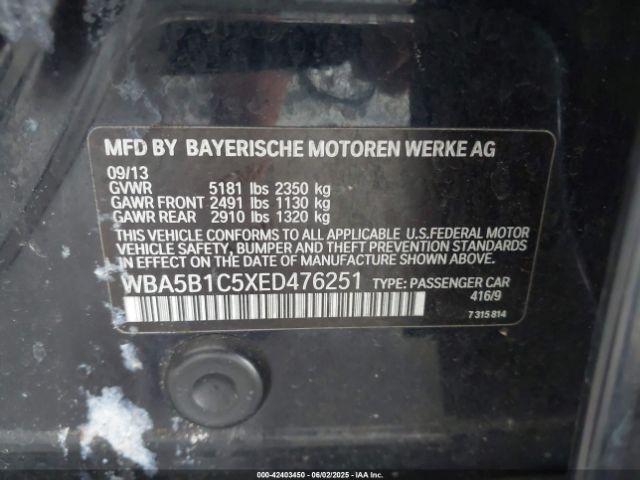 MFD BY BAYERISCHE MOTOREN WERKE AG
09/13
GVWR 5181 lbs 2350 kg
GAWR FRONT 2491 lbs 1130 kg
GAWR REAR 2910 lbs 1320 kg
THIS VEHICLE CONFORMS TO ALL APPLICABLE U.S.FEDERAL MOTOR
VEHICLE SAFETY, BUMPER AND THEFT PREVENTION STANDARDS
IN EFFECT ON THE DATE OF MANUFACTURE SHOWN ABOVE.
WBA5B1C5XED476251 TYPE: PASSENGER CAR
416/9
7 315 814
000-42403450 | 06/02/2025 - IAAI - JUNIOR